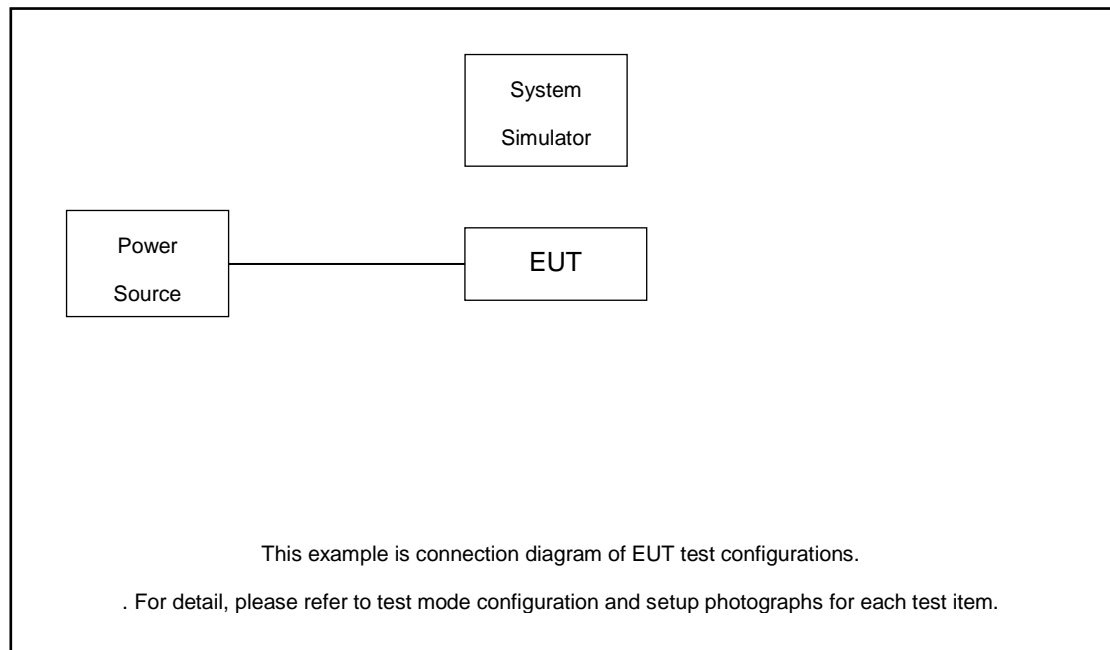 System
Simulator
Power
Source
EUT
This example is connection diagram of EUT test configurations.
. For detail, please refer to test mode configuration and setup photographs for each test item.